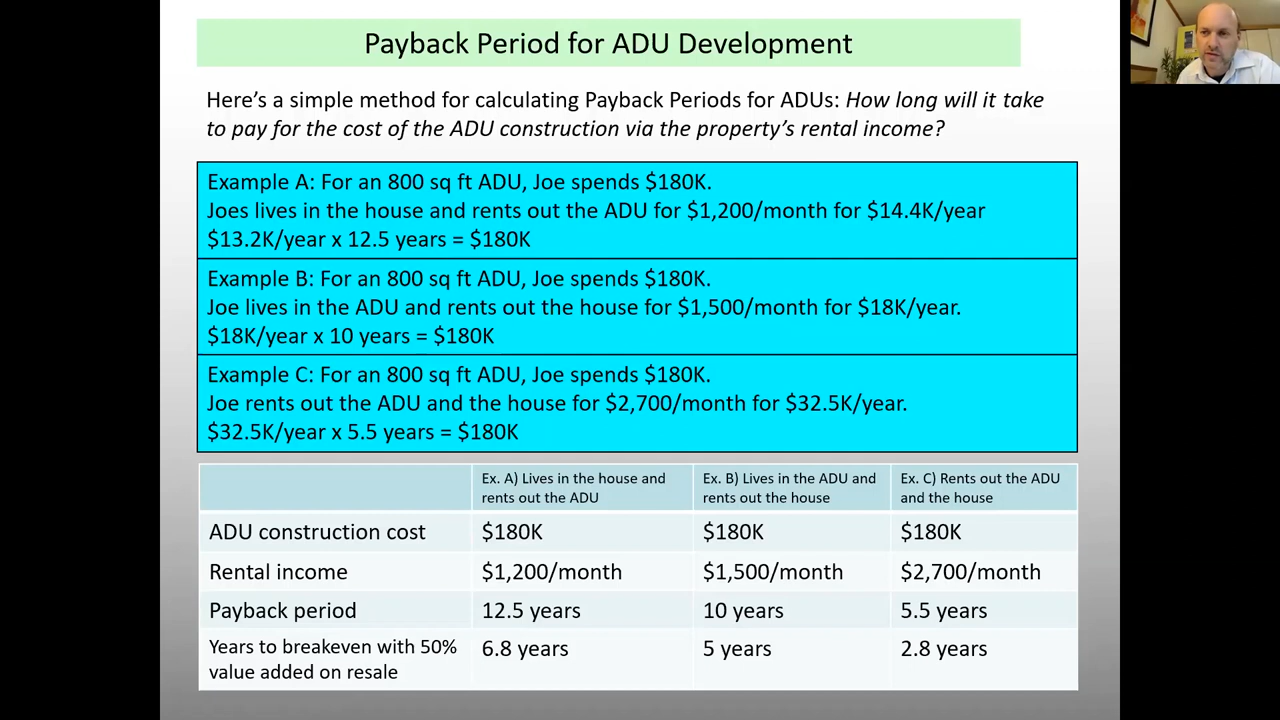 Payback Period for ADU Development
Here’s a simple method for calculating Payback Periods for ADUs: How long will it take
to pay for the cost of the ADU construction via the property’s rental income?
Example A: For an 800 sq ft ADU, Joe spends $180K.
Joes lives in the house and rents out the ADU for $1,200/month for $14.4K/year
$13.2K/year x 12.5 years = $180K
Example B: For an 800 sq ft ADU, Joe spends $180K.
Joe lives in the ADU and rents out the house for $1,500/month for $18K/year.
$18K/year x 10 years = $180K
Example C: For an 800 sq ft ADU, Joe spends $180K.
Joe rents out the ADU and the house for $2,700/month for $32.5K/year.
$32.5K/year x 5.5 years = $180K
Ex. A) Lives in the house and
rents out the ADU
Ex. B) Lives in the ADU and
rents out the house
Ex. C) Rents out the ADU
and the house
ADU construction cost $180K $180K $180K
Rental income $1,200/month $1,500/month $2,700/month
Payback period 12.5 years 10 years 5.5 years
Years to breakeven with 50%
value added on resale
6.8 years 5 years 2.8 years